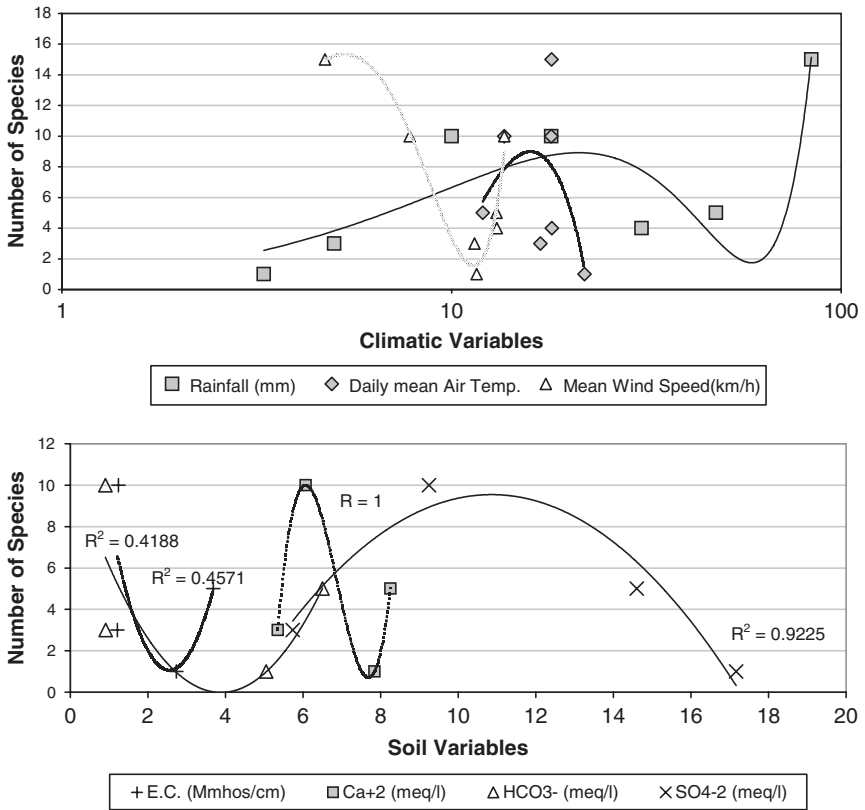 18
16
14
12
10
8
6
4
2
0
Number of Species
1 10 100
Climatic Variables
Rainfall (mm) Daily mean Air Temp. Mean Wind Speed(km/h)
12
10
8
6
4
2
0
Number of Species
R = 1
R² = 0.4188
R² = 0.4571
R² = 0.9225
0 2 4 6 8 10 12 14 16 18 20
Soil Variables
E.C. (Mmhos/cm) Ca+2 (meq/l) HCO3- (meq/l) SO4-2 (meq/l)